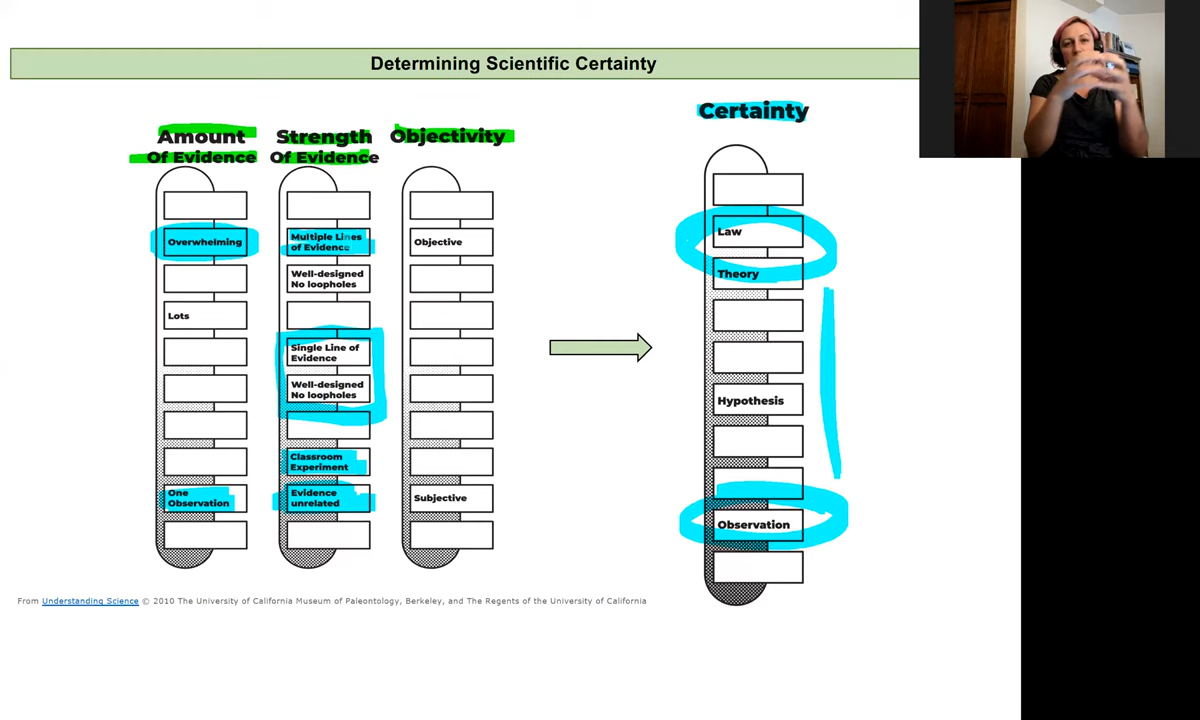 Determining Scientific Certainty
Amount
Of Evidence
Strength
Of Evidence
Objectivity
Certainty
Overwhelming
Lots
One
Observation
Multiple Lines
of Evidence
Well-designed
No loopholes
Single Line of
Evidence
Well-designed
No loopholes
Classroom
Experiment
Evidence
unrelated
Objective
Subjective
Law
Theory
Hypothesis
Observation
From Understanding Science © 2010 The University of California Museum of Paleontology, Berkeley, and The Regents of the University of California